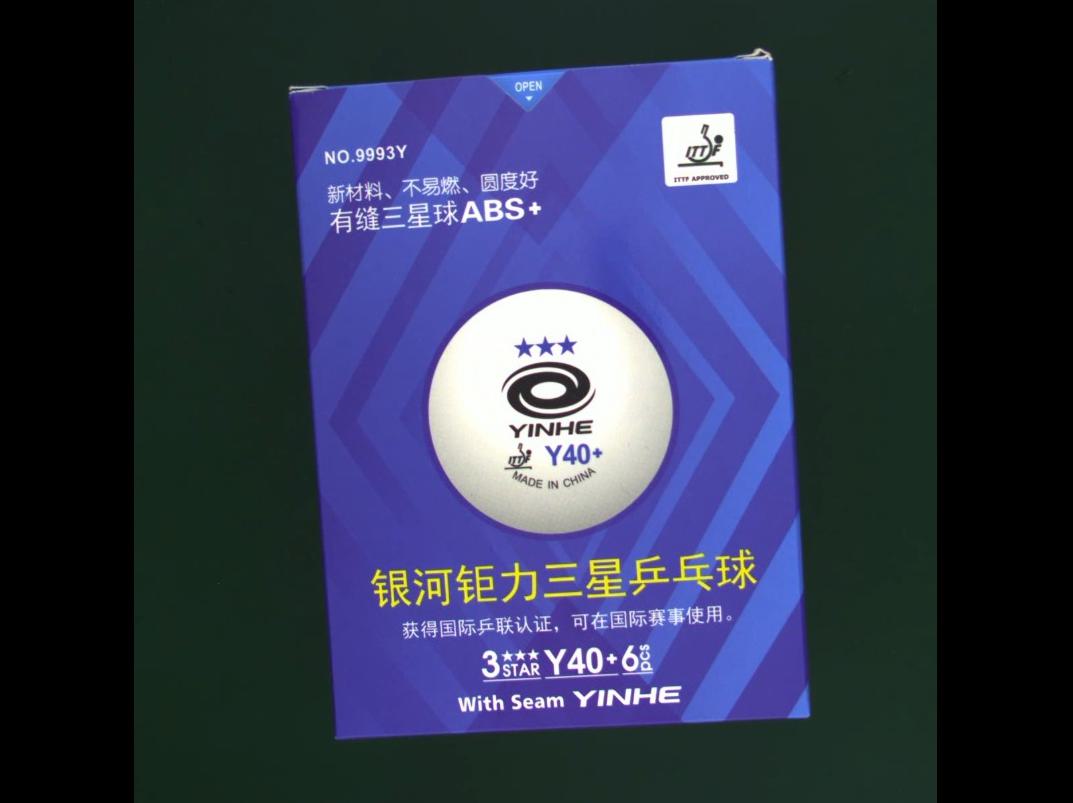 OPEN
NO.9993Y
ITTF
ITTF APPROVED
新材料、不易燃、圆度好
有缝三星球ABS+
YINHE
ITTF Y40+
MADE IN CHINA
银河钜力三星乒乓球
获得国际乒联认证，可在国际赛事使用。
3 STAR Y40+ 6 PCS
With Seam YINHE